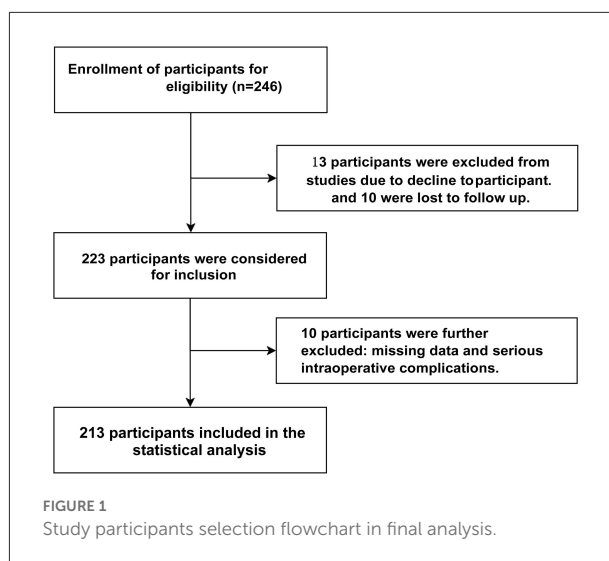 Enrollment of participants for
eligibility (n=246)
13 participants were excluded from
studies due to decline toparticipant.
and 10 were lost to follow up.
223 participants were considered
for inclusion
10 participants were further
excluded: missing data and serious
intraoperative complications.
213 participants included in the
statistical analysis
FIGURE 1
Study participants selection flowchart in final analysis.